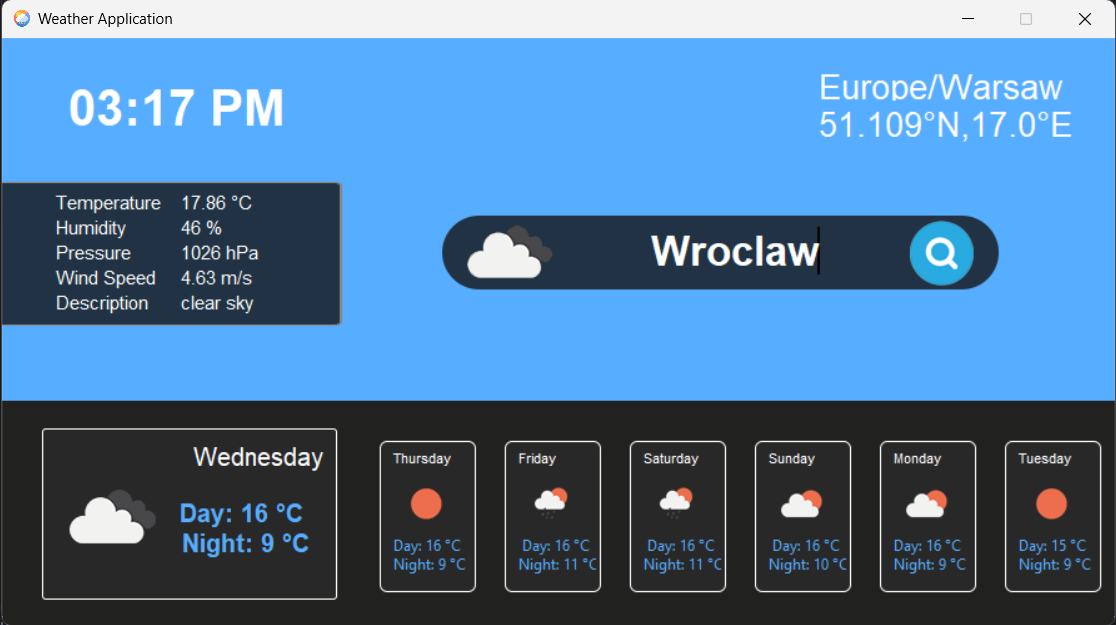 Weather Application
03:17 PM
Europe/Warsaw
51.109°N,17.0°E
Temperature 17.86 °C
Humidity 46 %
Pressure 1026 hPa
Wind Speed 4.63 m/s
Description clear sky
Wroclaw
Wednesday
Day: 16 °C
Night: 9 °C
Thursday
Day: 16 °C
Night: 9 °C
Friday
Day: 16 °C
Night: 11 °C
Saturday
Day: 16 °C
Night: 11 °C
Sunday
Day: 16 °C
Night: 10 °C
Monday
Day: 16 °C
Night: 9 °C
Tuesday
Day: 15 °C
Night: 9 °C